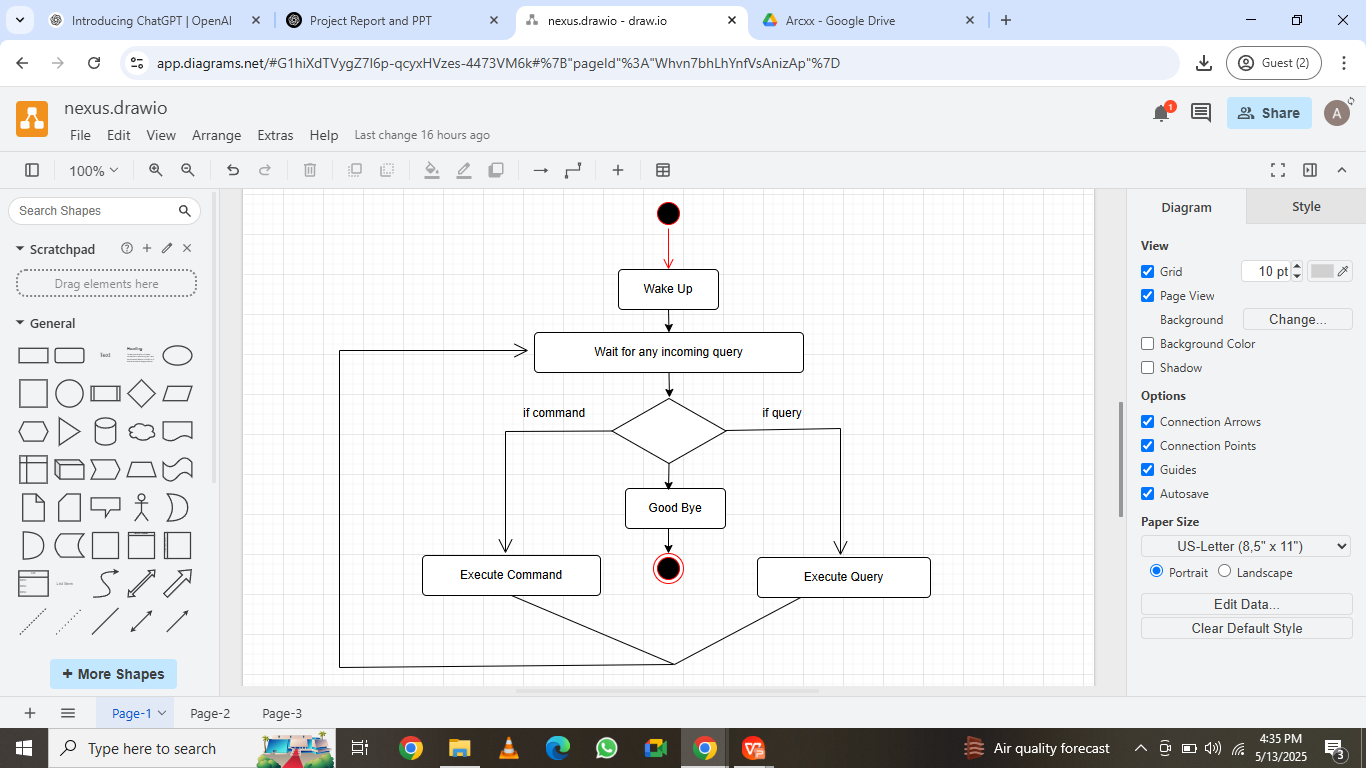 Introducing ChatGPT | OpenAI
Project Report and PPT
nexus.drawio - draw.io
Arcxx - Google Drive
app.diagrams.net/#G1hiXdTVygZ7l6p-qcyxHVzes-4473VM6k#%7B"pageId"%3A"Whvn7bhLhYnfVsAnizAp"%7D
Guest (2)
nexus.drawio
File Edit View Arrange Extras Help Last change 16 hours ago
1
Share
A
100%
Search Shapes
Scratchpad
Drag elements here
General
Text
Heading
List Item
+ More Shapes
Wake Up
Wait for any incoming query
if command
if query
Good Bye
Execute Command
Execute Query
Diagram
Style
View
Grid
10 pt
Page View
Background
Change...
Background Color
Shadow
Options
Connection Arrows
Connection Points
Guides
Autosave
Paper Size
US-Letter (8,5" x 11")
Portrait
Landscape
Edit Data...
Clear Default Style
Page-1
Page-2
Page-3
Type here to search
Air quality forecast
4:35 PM
5/13/2025
3